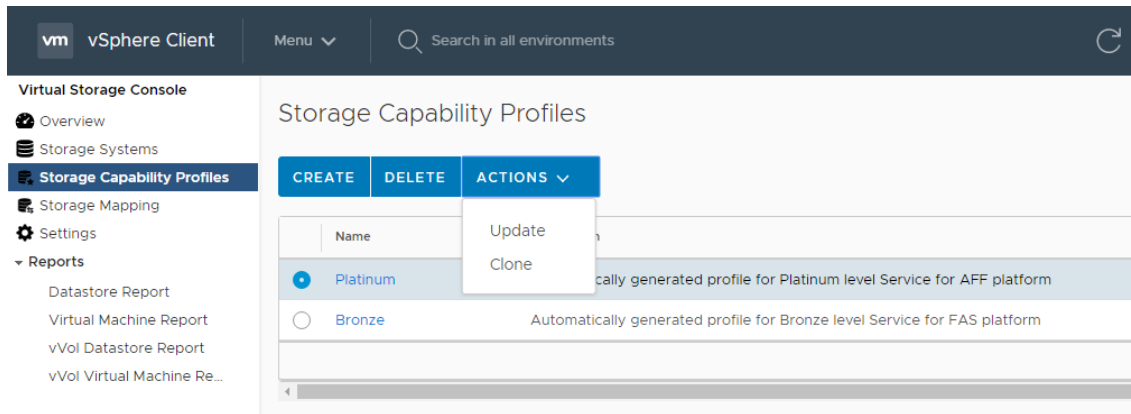 vm vSphere Client Menu Search in all environments
Virtual Storage Console
Overview
Storage Systems
Storage Capability Profiles
Storage Mapping
Settings
Reports
Datastore Report
Virtual Machine Report
vVol Datastore Report
vVol Virtual Machine Re...
Storage Capability Profiles
CREATE DELETE ACTIONS
Update
Clone
Name
Platinum cally generated profile for Platinum level Service for AFF platform
Bronze Automatically generated profile for Bronze level Service for FAS platform